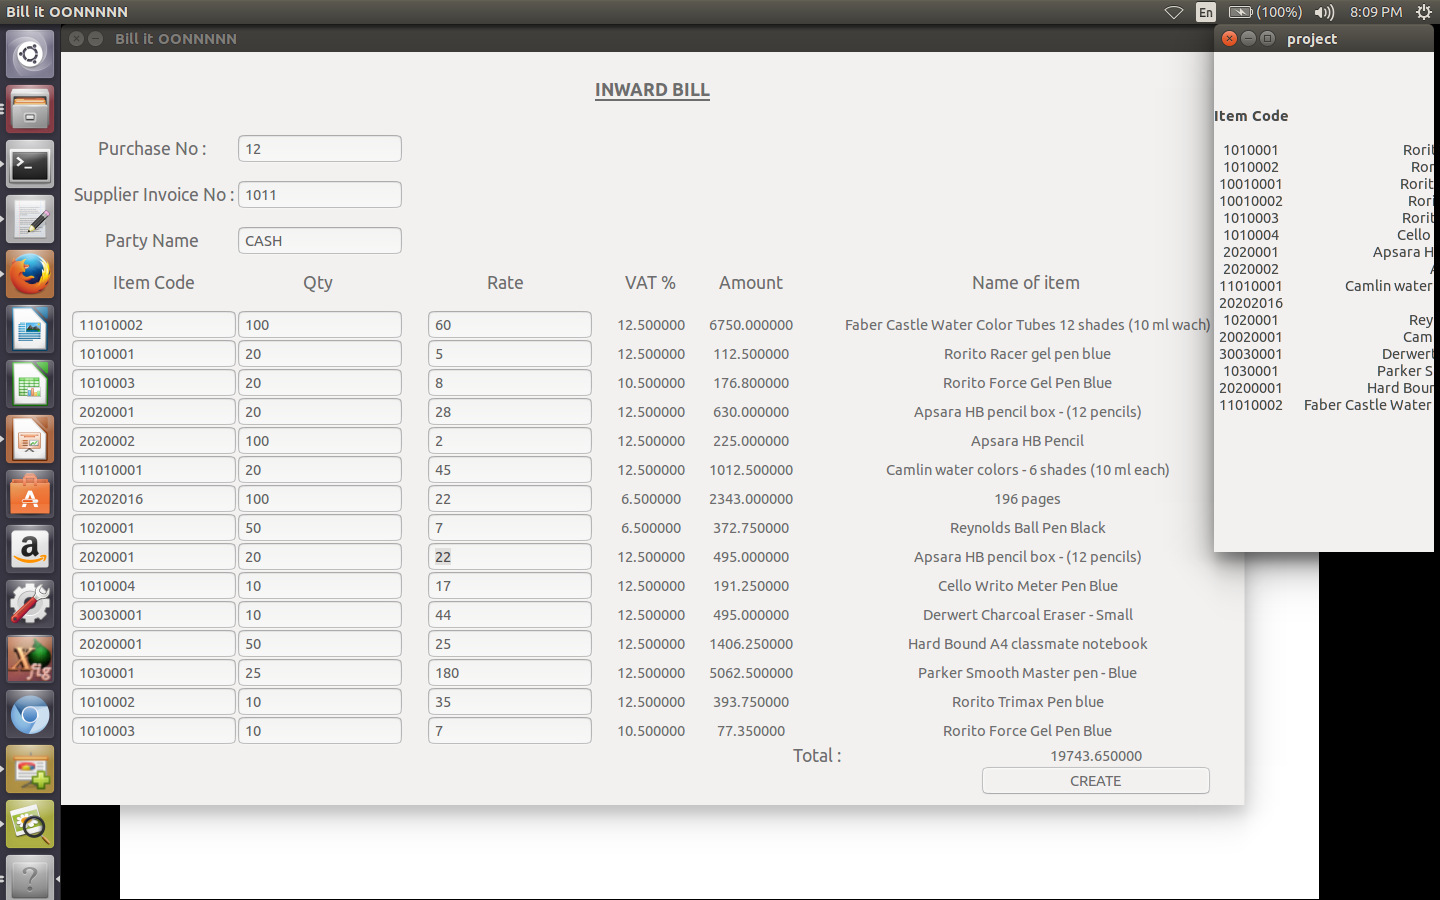 Bill it OONNNNN
En (100%) 8:09 PM
Bill it OONNNNN
INWARD BILL
Purchase No : 12
Supplier Invoice No : 1011
Party Name CASH
Item Code Qty Rate VAT % Amount Name of item
11010002 100 60 12.500000 6750.000000 Faber Castle Water Color Tubes 12 shades (10 ml wach)
1010001 20 5 12.500000 112.500000 Rorito Racer gel pen blue
1010003 20 8 10.500000 176.800000 Rorito Force Gel Pen Blue
2020001 20 28 12.500000 630.000000 Apsara HB pencil box - (12 pencils)
2020002 100 2 12.500000 225.000000 Apsara HB Pencil
11010001 20 45 12.500000 1012.500000 Camlin water colors - 6 shades (10 ml each)
20202016 100 22 6.500000 2343.000000 196 pages
1020001 50 7 6.500000 372.750000 Reynolds Ball Pen Black
2020001 20 22 12.500000 495.000000 Apsara HB pencil box - (12 pencils)
1010004 10 17 12.500000 191.250000 Cello Writo Meter Pen Blue
30030001 10 44 12.500000 495.000000 Derwert Charcoal Eraser - Small
20200001 50 25 12.500000 1406.250000 Hard Bound A4 classmate notebook
1030001 25 180 12.500000 5062.500000 Parker Smooth Master pen - Blue
1010002 10 35 12.500000 393.750000 Rorito Trimax Pen blue
1010003 10 7 10.500000 77.350000 Rorito Force Gel Pen Blue
Total : 19743.650000
CREATE
project
Item Code
1010001 Rorit
1010002 Ror
10010001 Rorit
10010002 Rori
1010003 Rorit
1010004 Cello
2020001 Apsara H
2020002
11010001 Camlin water
20202016
1020001 Rey
20020001 Cam
30030001 Derwert
1030001 Parker S
20200001 Hard Boun
11010002 Faber Castle Water